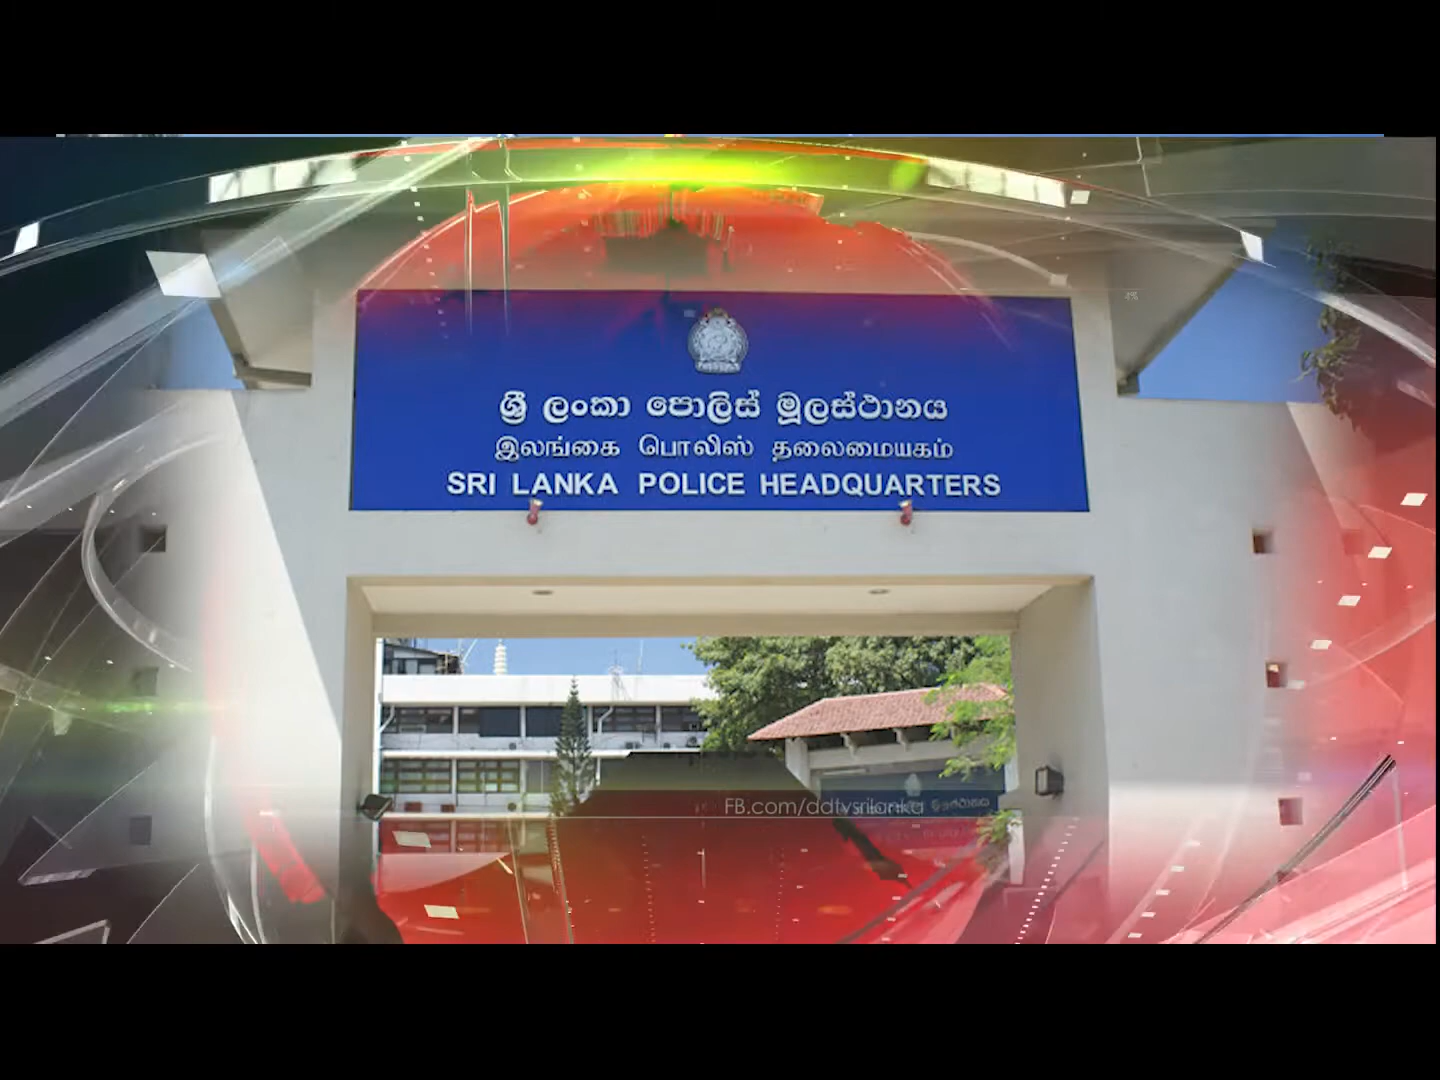 ශ්‍රී ලංකා පොලිස් මූලස්ථානය
இலங்கை பொலிஸ் தலைமையகம்
SRI LANKA POLICE HEADQUARTERS
FB.com/ddtvsrilanka